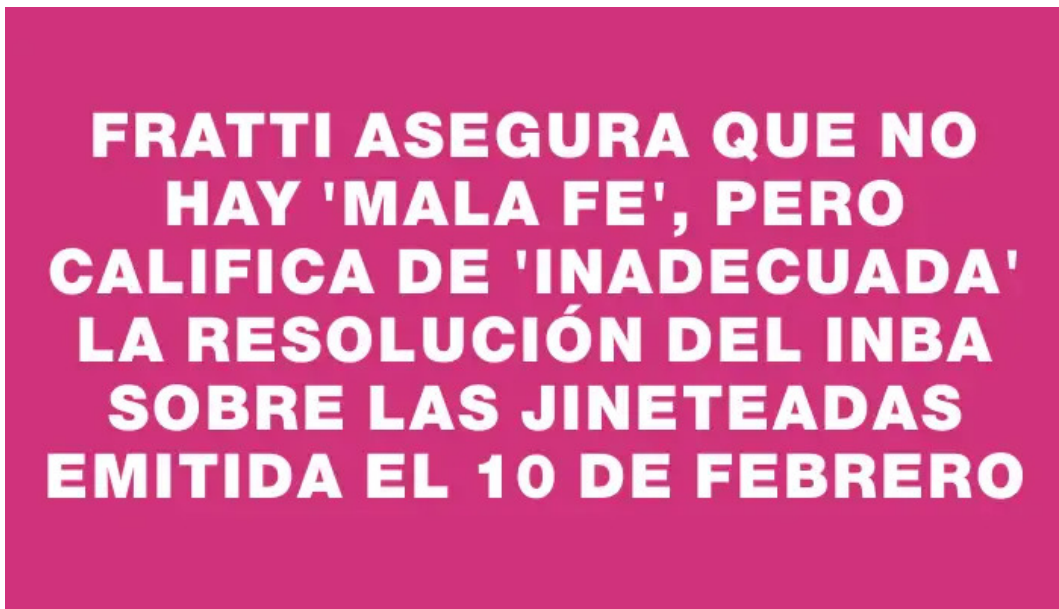 FRATTI ASEGURA QUE NO
HAY 'MALA FE', PERO
CALIFICA DE 'INADECUADA'
LA RESOLUCIÓN DEL INBA
SOBRE LAS JINETEADAS
EMITIDA EL 10 DE FEBRERO